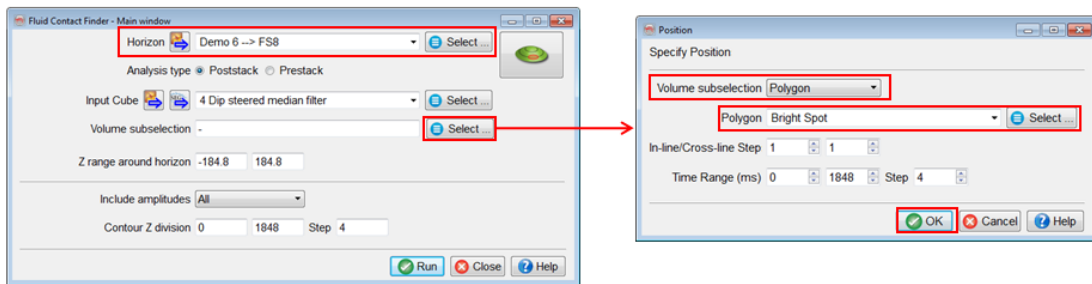 Fluid Contact Finder - Main window
Horizon Demo 6 --> FS8 Select ...
Analysis type Poststack Prestack
Input Cube 4 Dip steered median filter Select ...
Volume subselection - Select ...
Z range around horizon -184.8 184.8
Include amplitudes All
Contour Z division 0 1848 Step 4
Run Close Help
Position
Specify Position
Volume subselection Polygon
Polygon Bright Spot Select ...
In-line/Cross-line Step 1 1
Time Range (ms) 0 1848 Step 4
OK Cancel Help